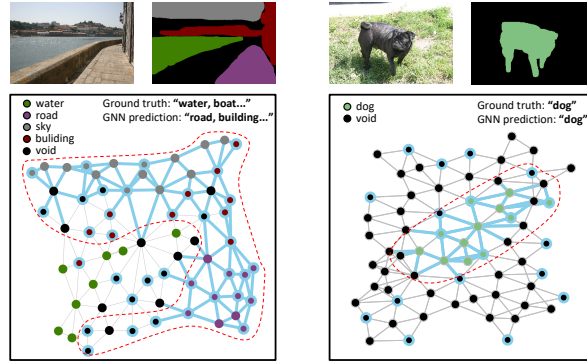 water
road
sky
buliding
void
Ground truth: “water, boat...”
GNN prediction: “road, building...”
dog
void
Ground truth: “dog”
GNN prediction: “dog”